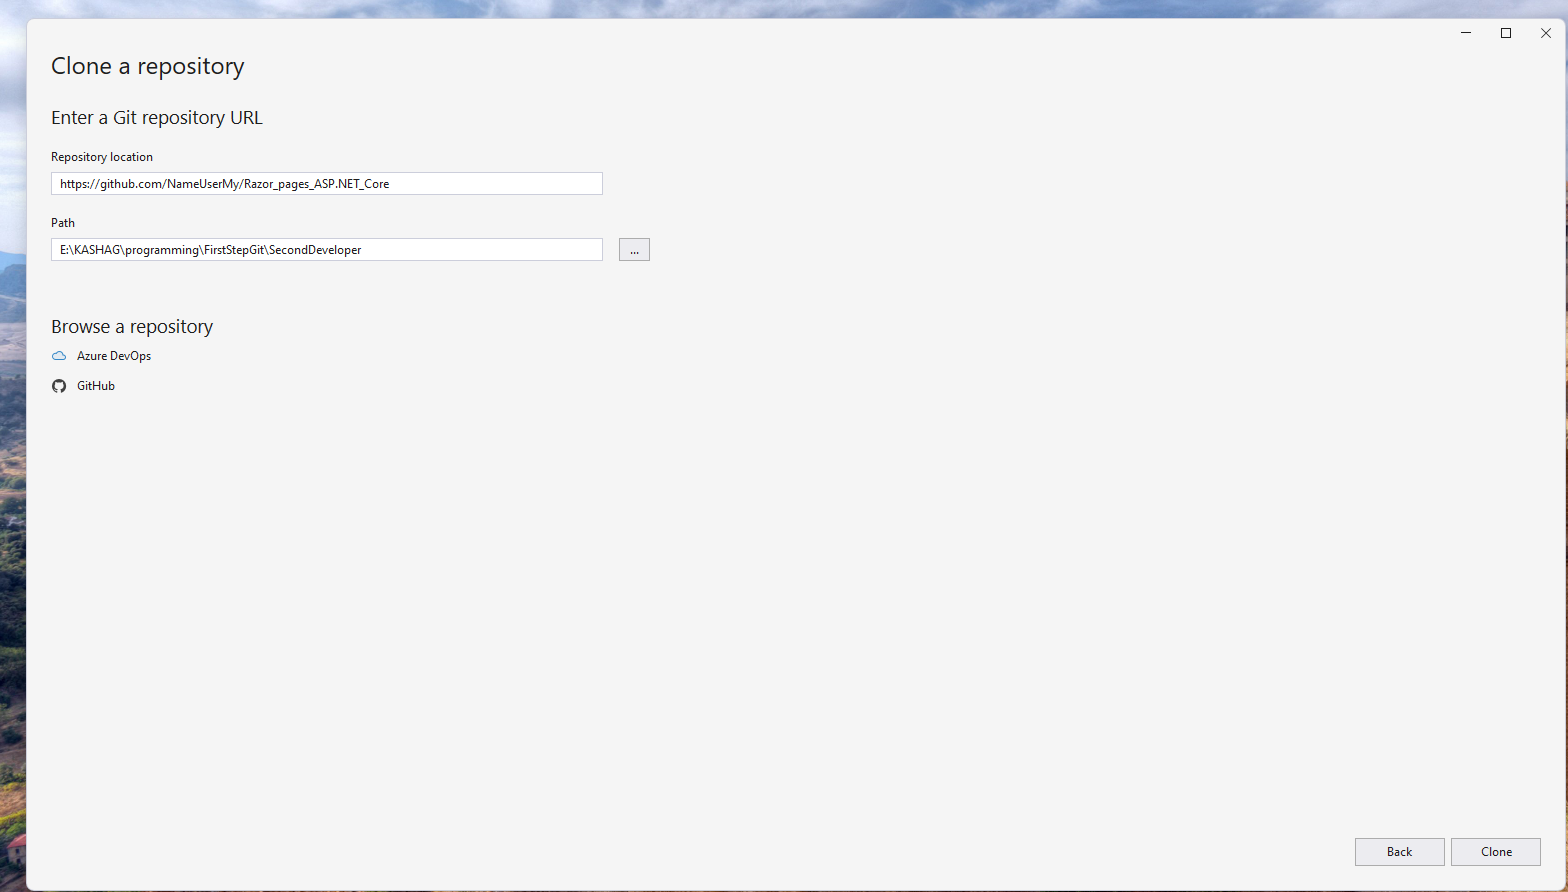 Clone a repository
Enter a Git repository URL
Repository location
https://github.com/NameUserMy/Razor_pages_ASP.NET_Core
Path
E:\KASHAG\programming\FirstStepGit\SecondDeveloper
...
Browse a repository
Azure DevOps
GitHub
Back
Clone